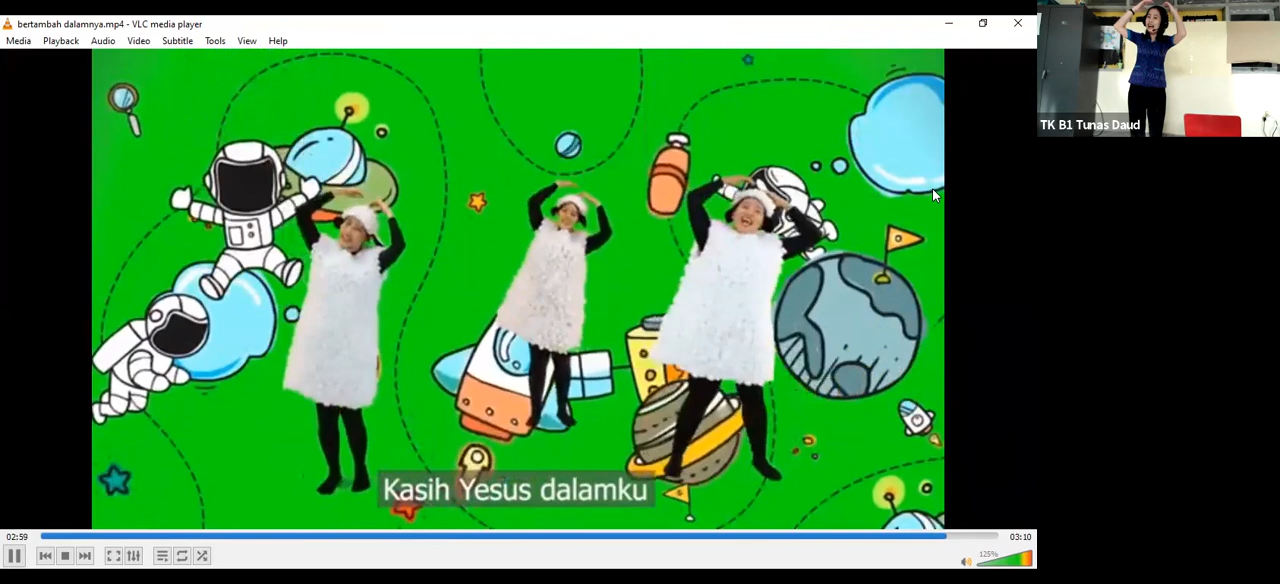 bertambah dalamnya.mp4 - VLC media player
Media Playback Audio Video Subtitle Tools View Help
TK B1 Tunas Daud
Kasih Yesus dalamku
02:59 03:10
125%